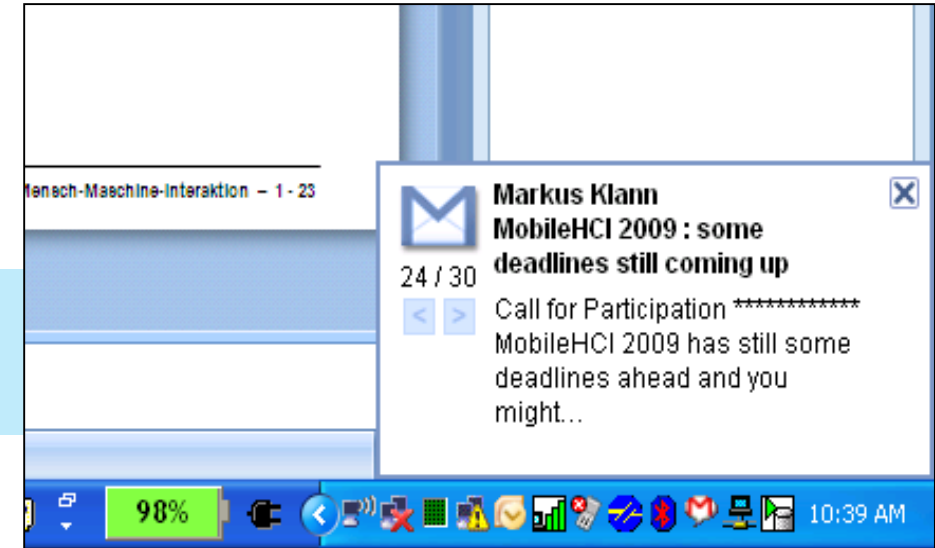 Mensch-Maschine-Interaktion – 1 - 23
Markus Klann
MobileHCI 2009 : some
deadlines still coming up
24 / 30
< >
Call for Participation ************
MobileHCI 2009 has still some
deadlines ahead and you
might...
98%
10:39 AM